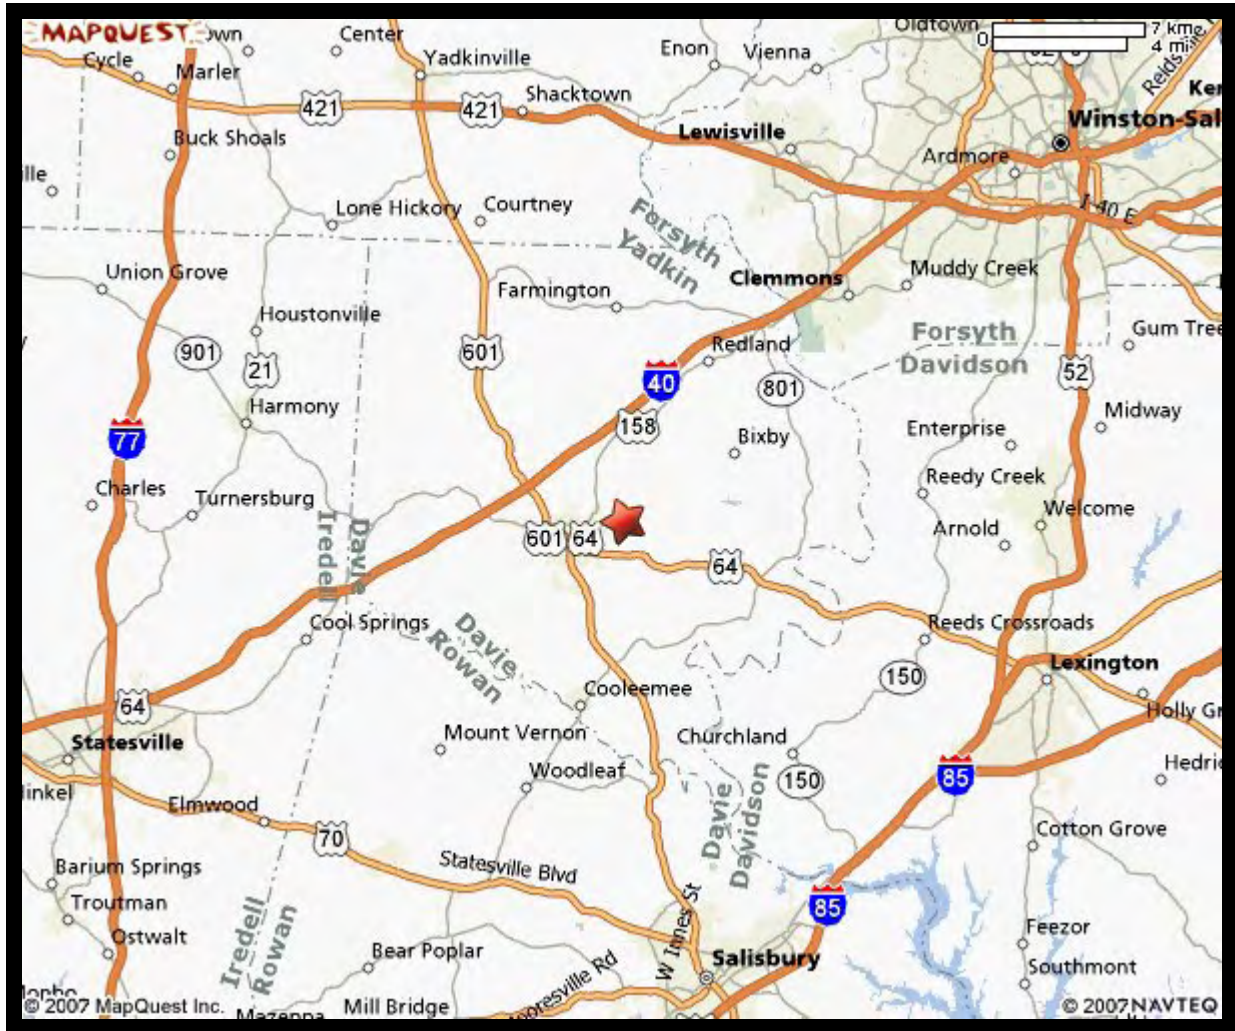 MAPQUEST
Center
Oldtown
7 km
0
4 mi
Enon
Vienna
Yadkinville
Cycle
Marler
421
421
Shacktown
Lewisville
Winston-Sal
Buck Shoals
Ardmore
Lone Hickory
Courtney
I-40 E
Forsyth
Yadkin
Union Grove
Clemmons
Muddy Creek
Farmington
Houstonville
Forsyth
Davidson
Gum Tree
901
21
601
Redland
40
801
52
Harmony
158
Midway
77
Bixby
Enterprise
Reedy Creek
Charles
Turnersburg
Welcome
Arnold
Iredell
Davie
601
64
64
Cool Springs
Davie
Rowan
Reeds Crossroads
Lexington
150
Cooleemee
64
Holly Gr
Statesville
Mount Vernon
Churchland
Woodleaf
150
85
Elmwood
Davie
Davidson
70
Cotton Grove
Barium Springs
Statesville Blvd
Troutman
85
Iredell
Rowan
W Innes St
Ostwalt
Bear Poplar
Feezor
Salisbury
Southmont
© 2007 MapQuest Inc.
Mill Bridge
© 2007 NAVTEQ